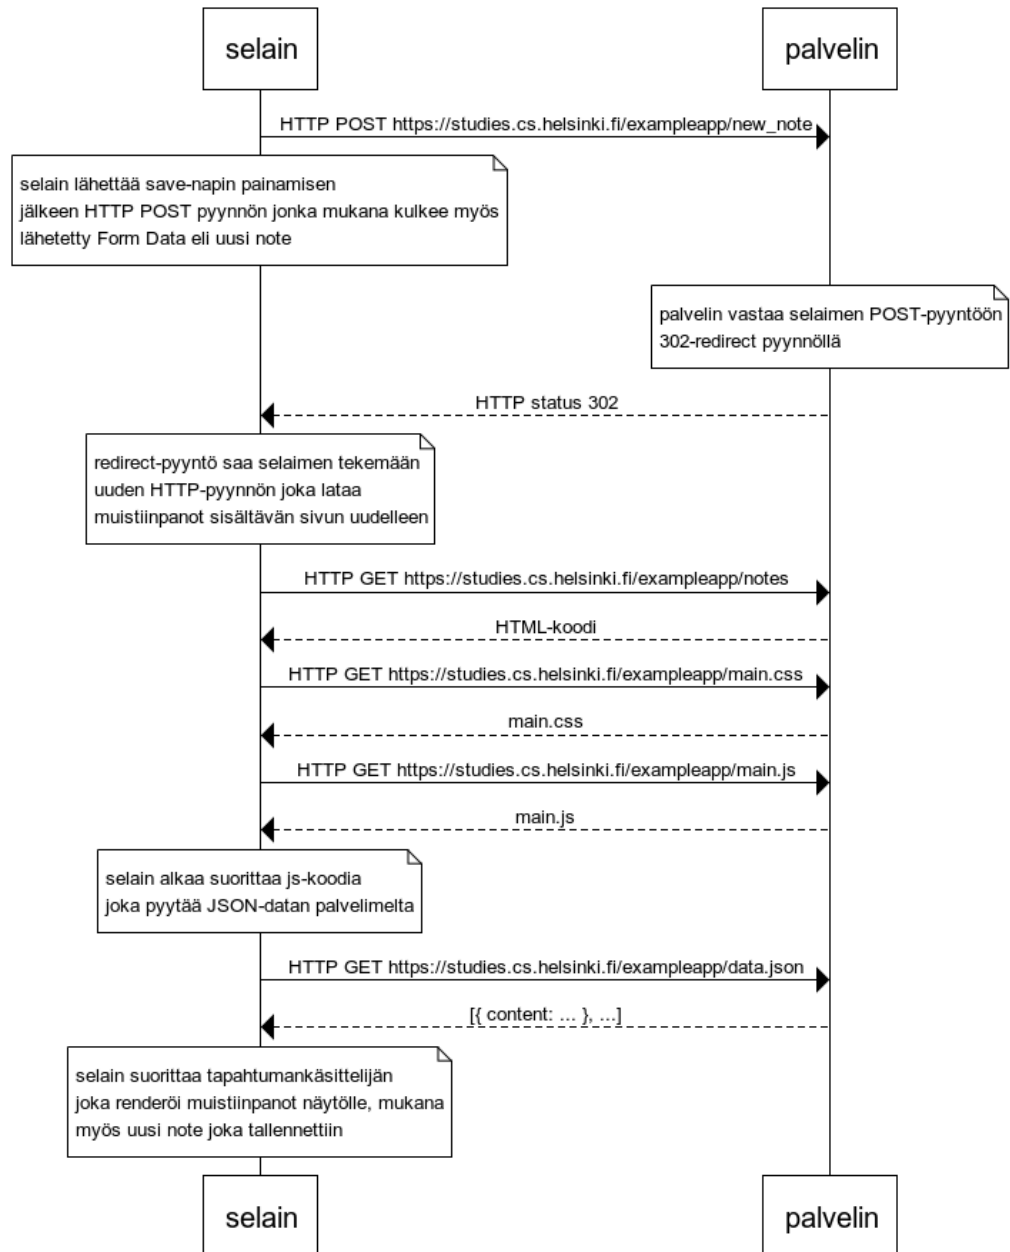 selain
palvelin
HTTP POST https://studies.cs.helsinki.fi/exampleapp/new_note
selain lähettää save-napin painamisen
jälkeen HTTP POST pyynnön jonka mukana kulkee myös
lähetetty Form Data eli uusi note
palvelin vastaa selaimen POST-pyyntöön
302-redirect pyynnöllä
HTTP status 302
redirect-pyyntö saa selaimen tekemään
uuden HTTP-pyynnön joka lataa
muistiinpanot sisältävän sivun uudelleen
HTTP GET https://studies.cs.helsinki.fi/exampleapp/notes
HTML-koodi
HTTP GET https://studies.cs.helsinki.fi/exampleapp/main.css
main.css
HTTP GET https://studies.cs.helsinki.fi/exampleapp/main.js
main.js
selain alkaa suorittaa js-koodia
joka pyytää JSON-datan palvelimelta
HTTP GET https://studies.cs.helsinki.fi/exampleapp/data.json
[{ content: ... }, ...]
selain suorittaa tapahtumankäsittelijän
joka renderöi muistiinpanot näytölle, mukana
myös uusi note joka tallennettiin
selain
palvelin